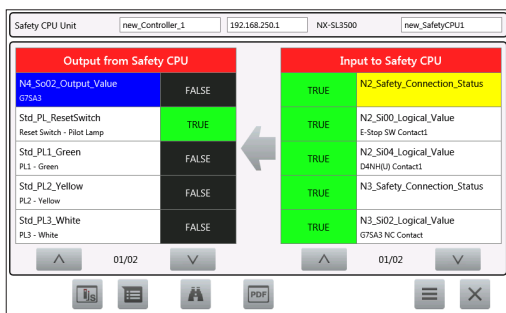 Safety CPU Unit new_Controller_1 192.168.250.1 NX-SL3500 new_SafetyCPU1
Output from Safety CPU
N4_So02_Output_Value FALSE
G7SA3
Std_PL_ResetSwitch TRUE
Reset Switch - Pilot Lamp
Std_PL1_Green FALSE
PL1 - Green
Std_PL2_Yellow FALSE
PL2 - Yellow
Std_PL3_White FALSE
PL3 - White
01/02
Input to Safety CPU
TRUE N2_Safety_Connection_Status
TRUE N2_Si00_Logical_Value
E-Stop SW Contact1
TRUE N2_Si04_Logical_Value
D4NH(U) Contact1
TRUE N3_Safety_Connection_Status
TRUE N3_Si02_Logical_Value
G7SA3 NC Contact
01/02
PDF